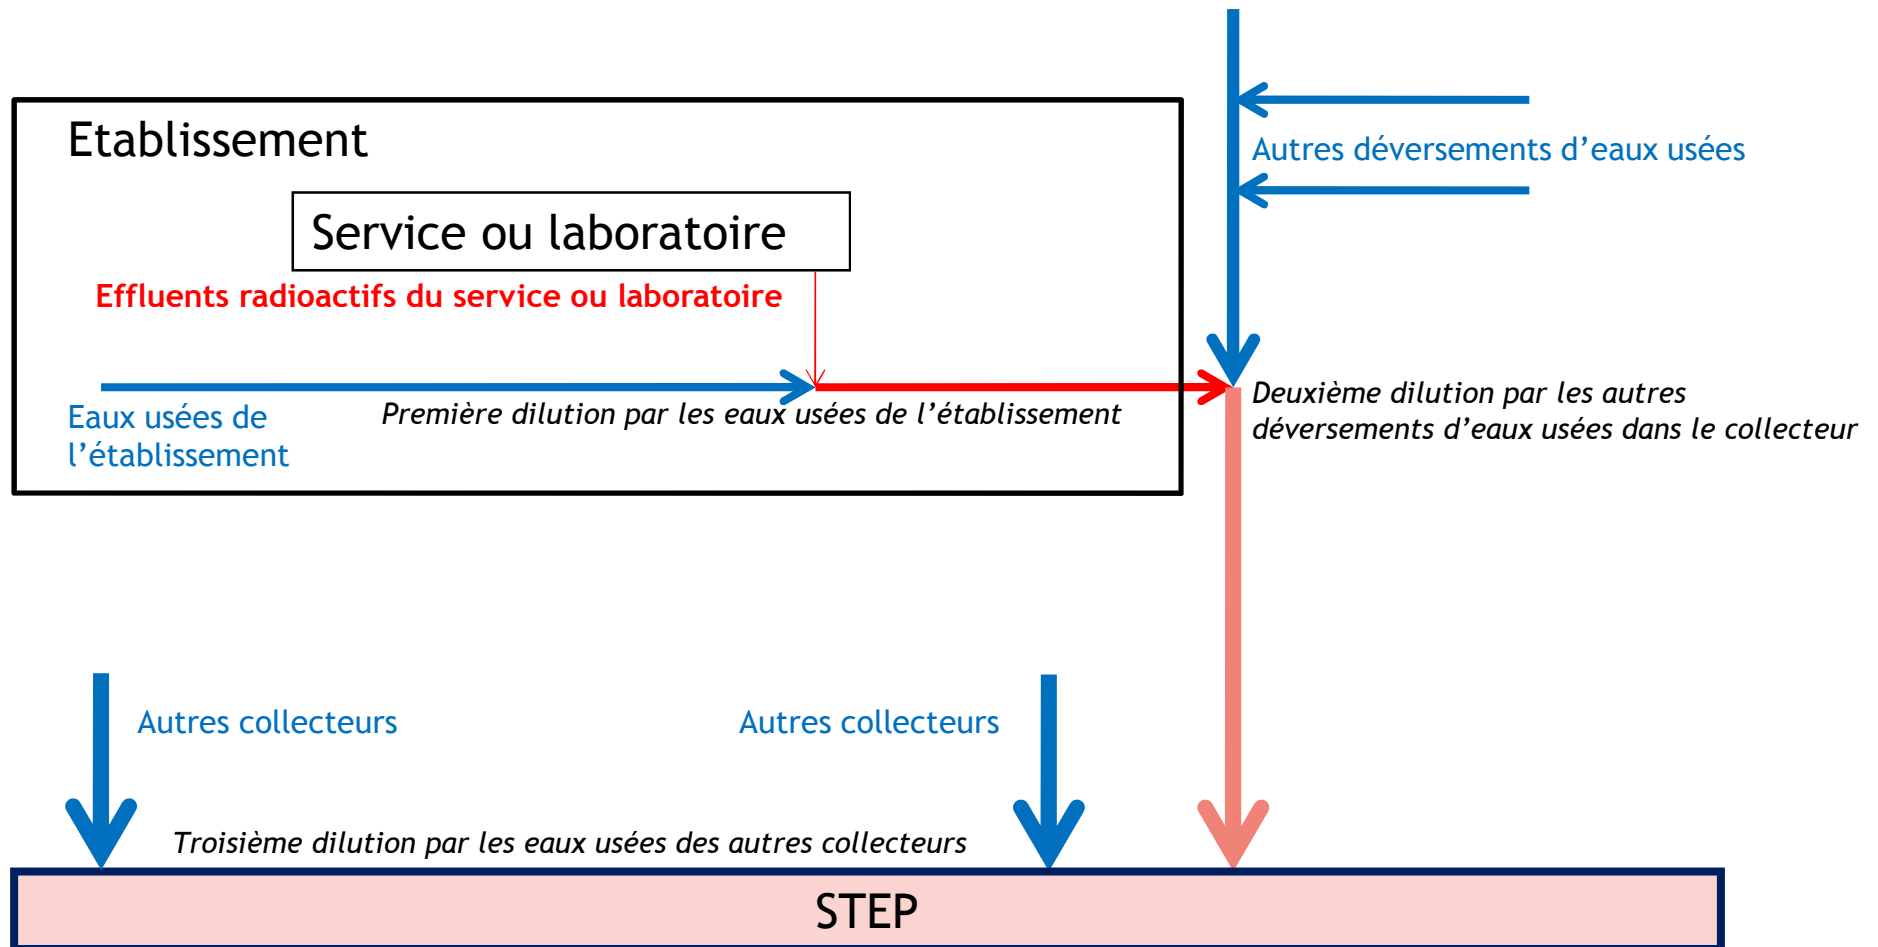 Etablissement
Autres déversements d’eaux usées
Service ou laboratoire
Effluents radioactifs du service ou laboratoire
Eaux usées de
l’établissement
Première dilution par les eaux usées de l’établissement
Deuxième dilution par les autres
déversements d’eaux usées dans le collecteur
Autres collecteurs
Autres collecteurs
Troisième dilution par les eaux usées des autres collecteurs
STEP